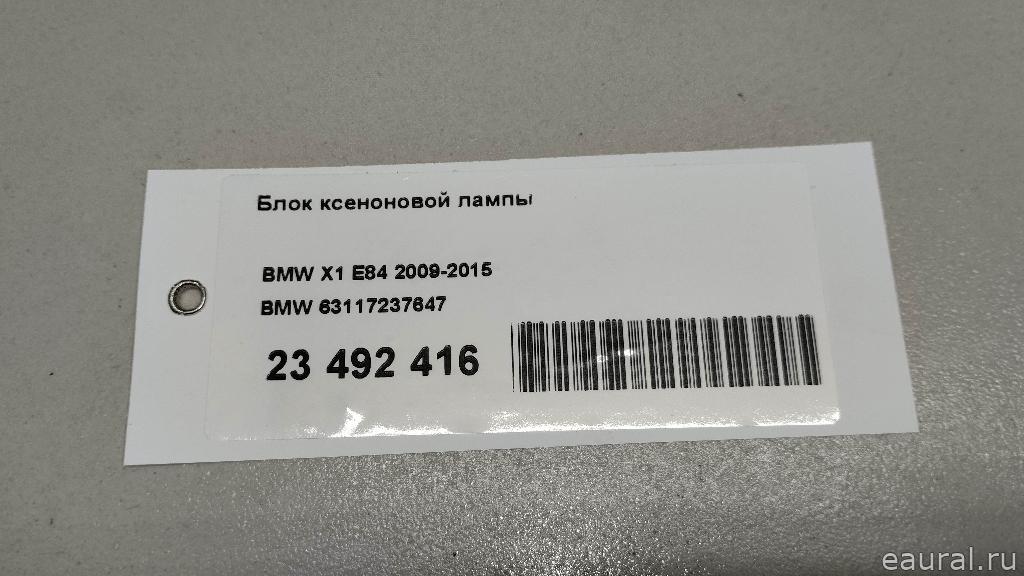 Блок ксеноновой лампы
BMW X1 E84 2009-2015
BMW 63117237647
23 492 416
eaural.ru